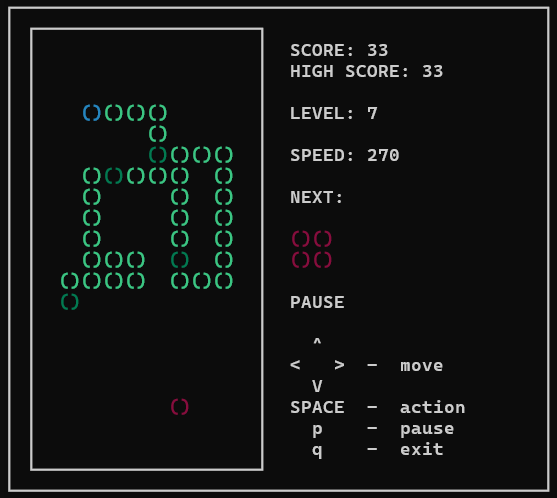 SCORE: 33
HIGH SCORE: 33
LEVEL: 7
SPEED: 270
NEXT:
PAUSE
^
< > – move
V
SPACE – action
p – pause
q – exit